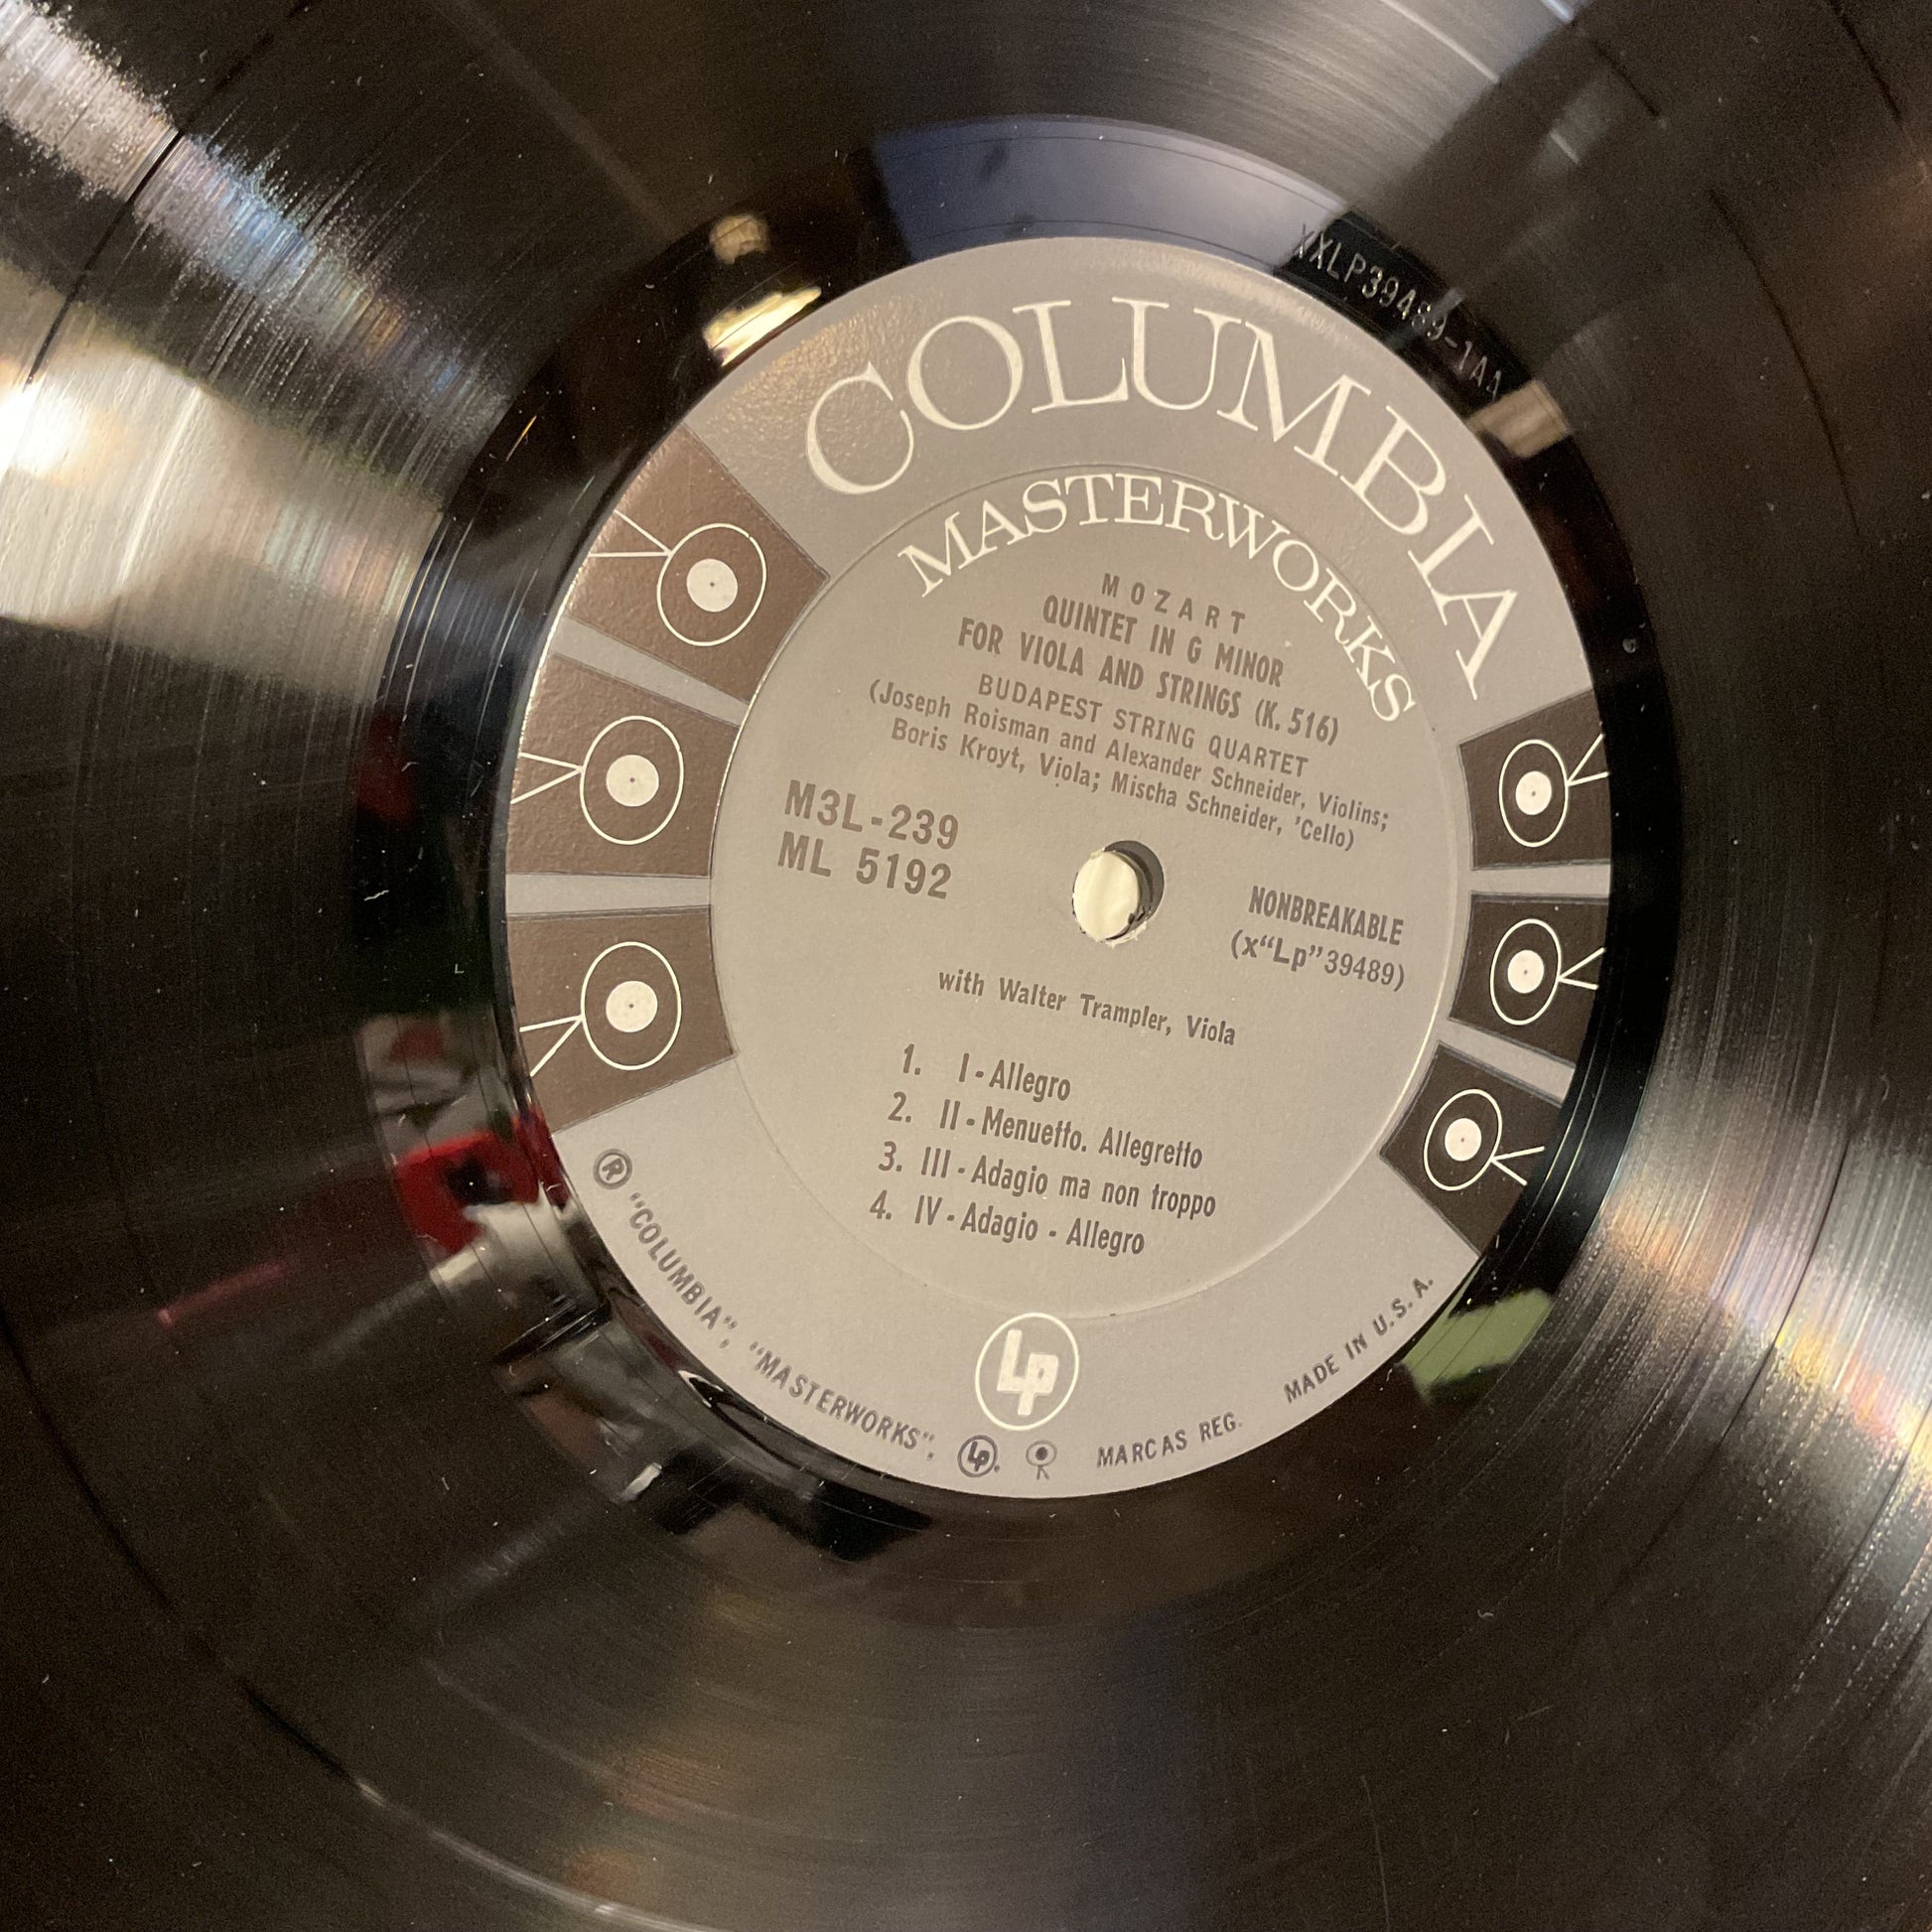 XXLP39489-1AA
COLUMBIA
MASTERWORKS
MOZART
QUINTET IN G MINOR
FOR VIOLA AND STRINGS (K. 516)
BUDAPEST STRING QUARTET
(Joseph Roisman and Alexander Schneider, Violins;
Boris Kroyt, Viola; Mischa Schneider, 'Cello)
M3L-239
ML 5192
NONBREAKABLE
(x“Lp”39489)
with Walter Trampler, Viola
1. I - Allegro
2. II - Menuetto. Allegretto
3. III - Adagio ma non troppo
4. IV - Adagio - Allegro
Lp
® “COLUMBIA”, “MASTERWORKS”, Lp ® MARCAS REG. MADE IN U.S.A.